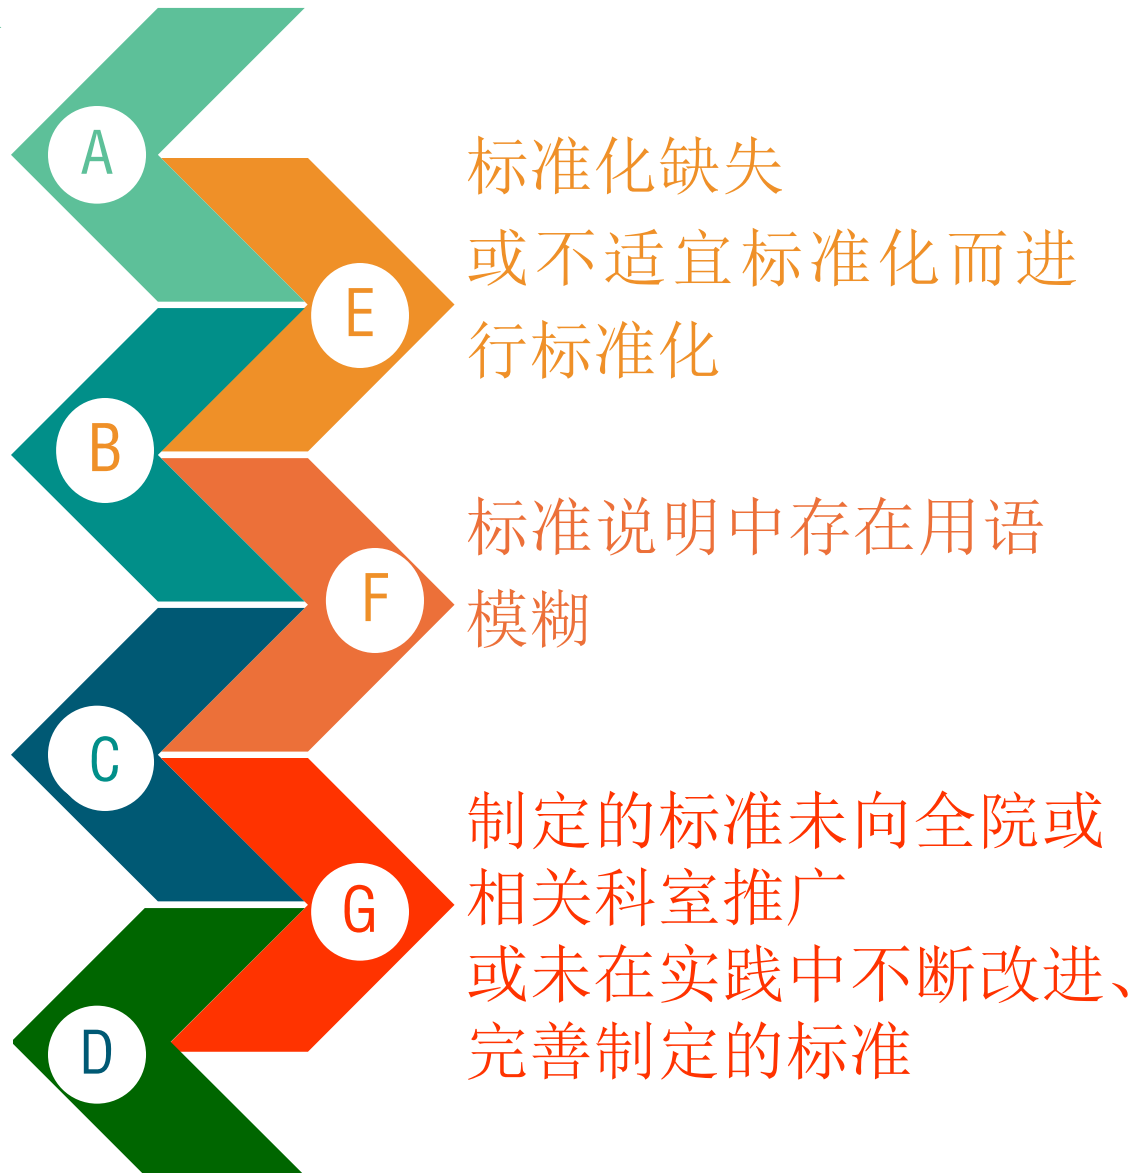 A
标准化缺失
或不适宜标准化而进
E
行标准化
B
标准说明中存在用语
F
模糊
C
制定的标准未向全院或
相关科室推广
G
或未在实践中不断改进、
完善制定的标准
D